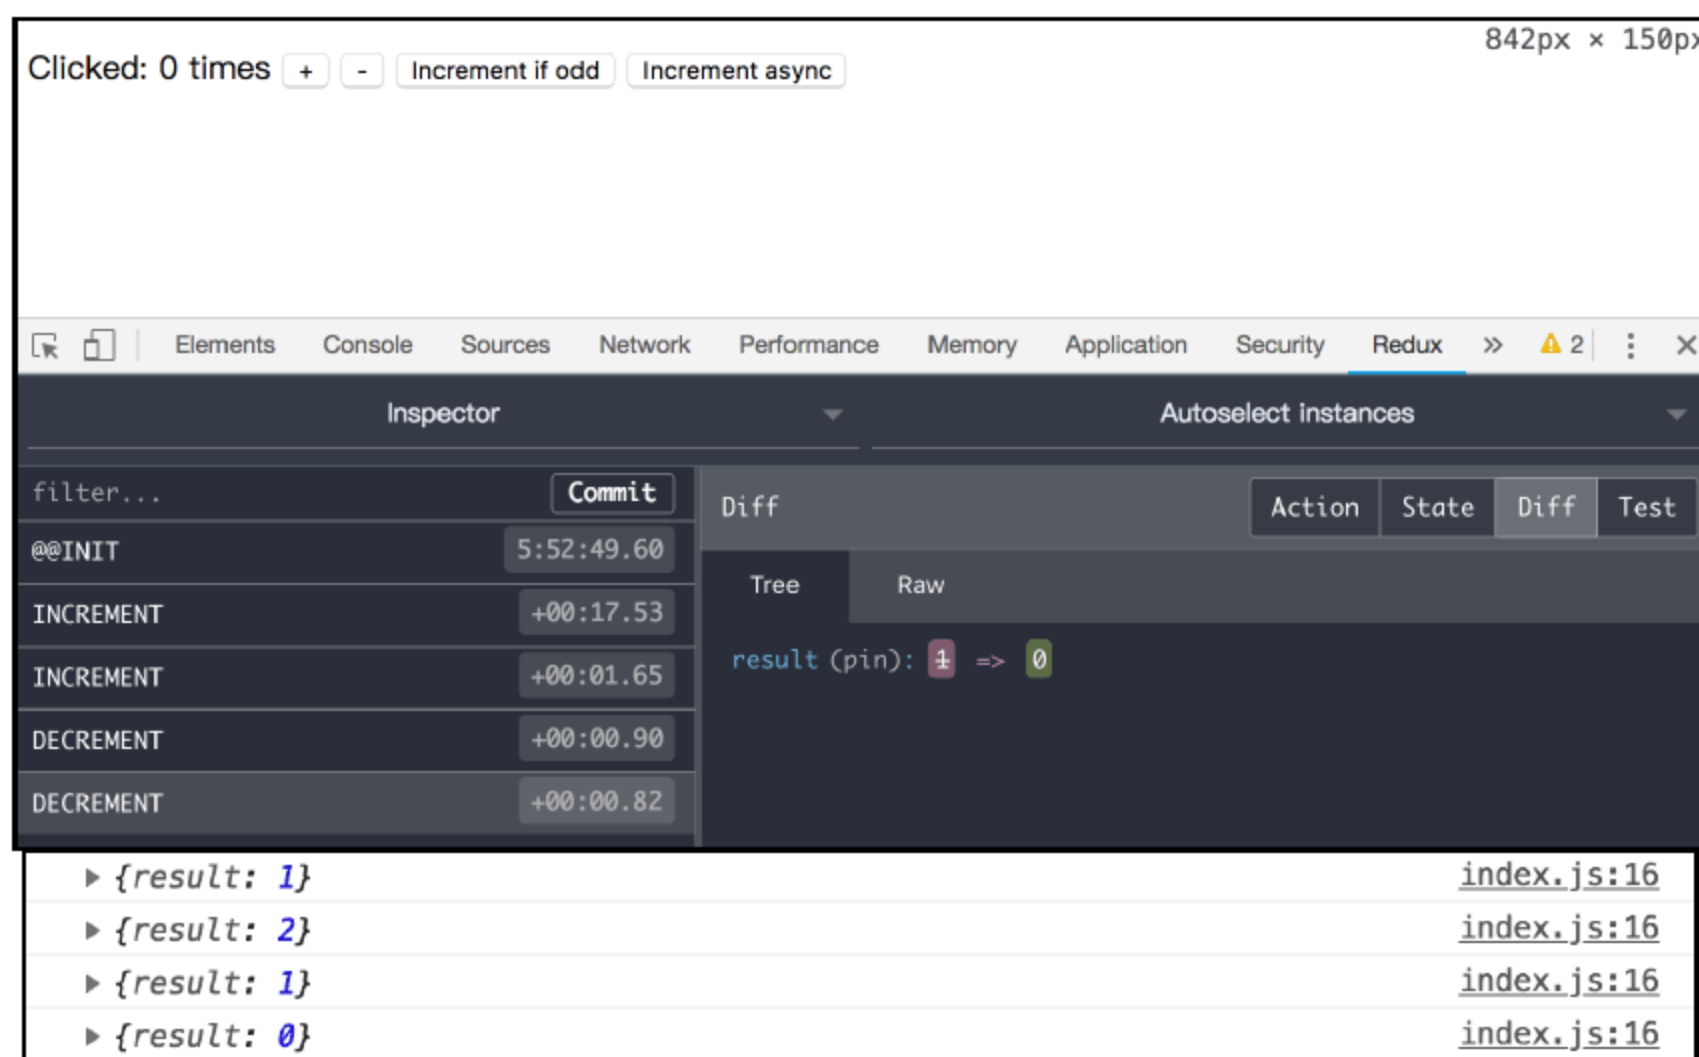 842px × 150px
Clicked: 0 times + - Increment if odd Increment async
Elements Console Sources Network Performance Memory Application Security Redux » 2
Inspector Autoselect instances
filter... Commit
Diff Action State Diff Test
@@INIT 5:52:49.60
Tree Raw
INCREMENT +00:17.53
result (pin): 1 => 0
INCREMENT +00:01.65
DECREMENT +00:00.90
DECREMENT +00:00.82
{result: 1} index.js:16
{result: 2} index.js:16
{result: 1} index.js:16
{result: 0} index.js:16